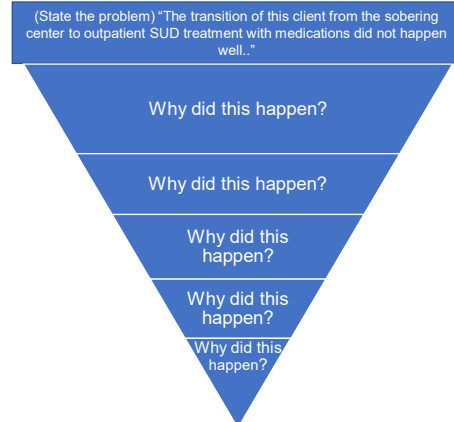 (State the problem) “The transition of this client from the sobering
center to outpatient SUD treatment with medications did not happen
well..”
Why did this happen?
Why did this happen?
Why did this
happen?
Why did this
happen?
Why did this
happen?